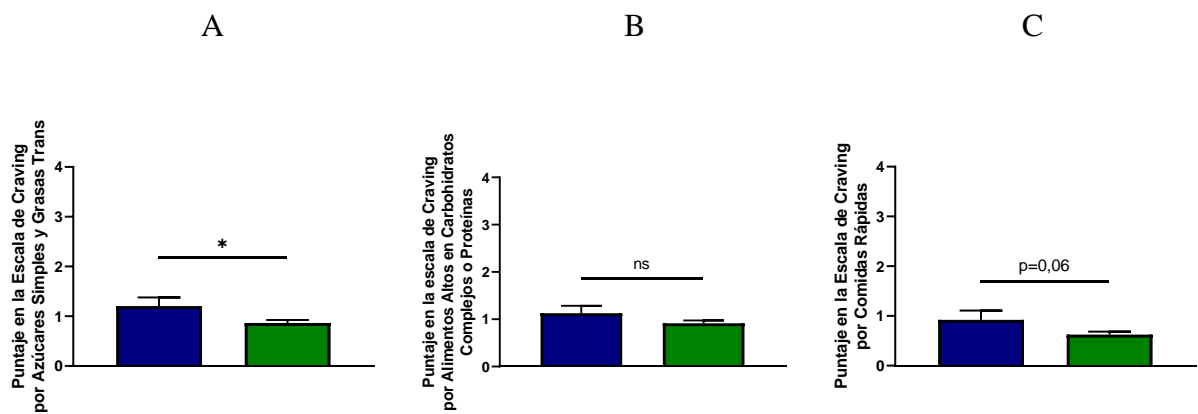 A
Puntaje en la Escala de Craving
por Azúcares Simples y Grasas Trans
4
3
2
1
0
*
B
Puntaje en la escala de Craving
por Alimentos Altos en Carbohidratos
Complejos o Proteínas
4
3
2
1
0
ns
C
Puntaje en la Escala de Craving
por Comidas Rápidas
4
3
2
1
0
p=0,06